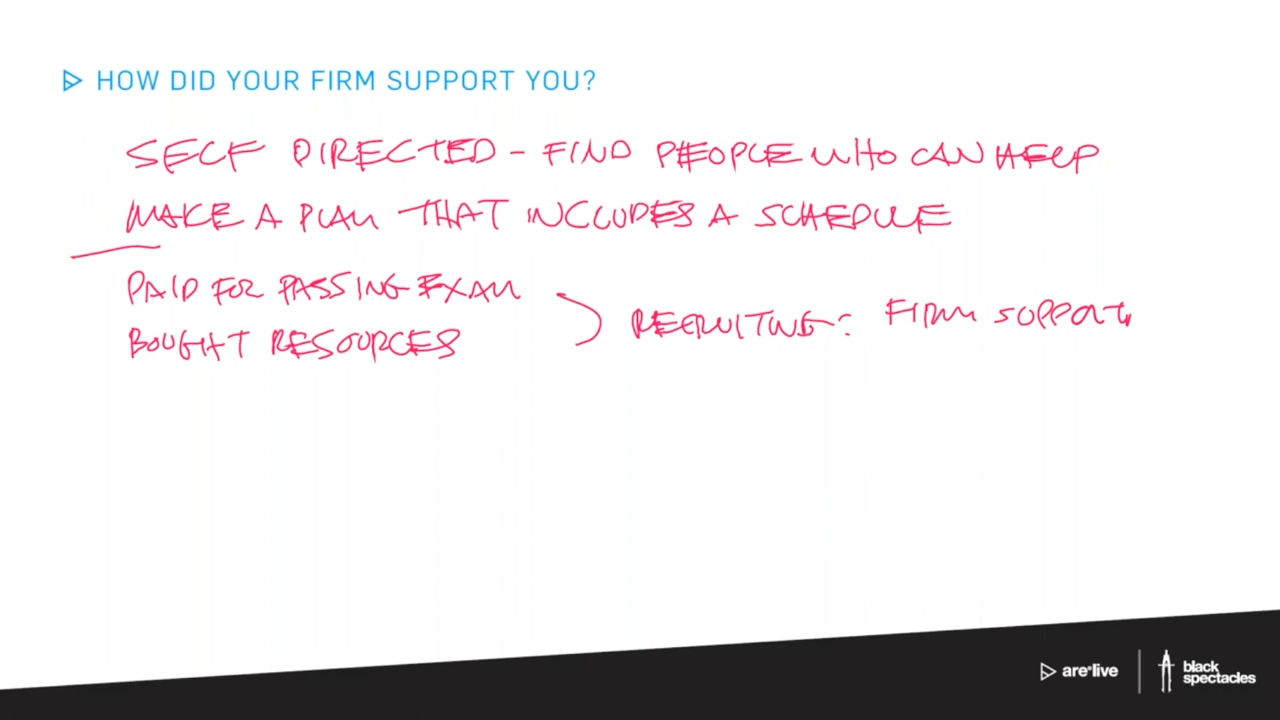 HOW DID YOUR FIRM SUPPORT YOU?
SELF DIRECTED - FIND PEOPLE WHO CAN HELP
MAKE A PLAN THAT INCLUDES A SCHEDULE
PAID FOR PASSING EXAM
BOUGHT RESOURCES
RECRUITING: FIRM SUPPORT
are®live
black
spectacles